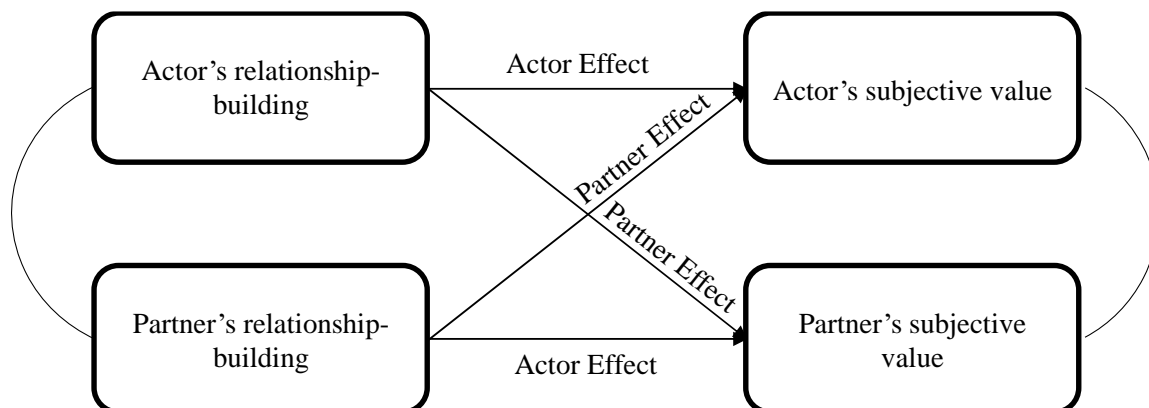 Actor’s relationship-
building
Actor Effect
Actor’s subjective value
Partner Effect
Partner Effect
Partner’s relationship-
building
Actor Effect
Partner’s subjective
value